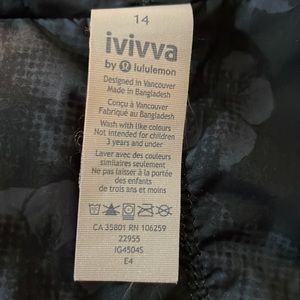 14
ivivva
by lululemon
Designed in Vancouver
Made in Bangladesh
Conçu à Vancouver
Fabriqué au Bangladesh
Wash with like colours
Not intended for children
3 years and under
Laver avec des couleurs
similaires seulement
Ne pas laisser à la portée
des enfants
de trois ans et moins
CA 35801 RN 106259
22955
IG4504S
E4